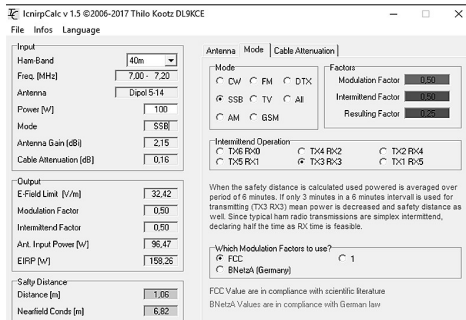 IcnirpCalc v 1.5 ©2006-2017 Thilo Kootz DL9KCE
File Infos Language
Input
Ham-Band 40m
Freq. [MHz] 7,00 - 7,20
Antenna Dipol 5-14
Power [W] 100
Mode SSB
Antenna Gain (dBi) 2,15
Cable Attenuation [dB] 0,16
Output
E-Field Limit [V/m] 32,42
Modulation Factor 0,50
Intermittend Factor 0,50
Ant. Input Power [W] 96,47
EIRP [W] 158,26
Safty Distance
Distance [m] 1,06
Nearfield Conds [m] 6,82
Antenna Mode Cable Attenuation
Mode
CW FM DTX
SSB TV All
AM GSM
Factors
Modulation Factor 0,50
Intermittend Factor 0,50
Resulting Factor 0,25
Intermittend Operation
TX6 RX0 TX4 RX2 TX2 RX4
TX5 RX1 TX3 RX3 TX1 RX5
When the safety distance is calculated used powered is averaged over
period of 6 minutes. If only 3 minutes in a 6 minutes interval is used for
transmitting (TX3 RX3) mean power is decreased and safety distance as
well. Since typical ham radio transmissions are simplex intermittend,
declaring half the time as RX time is feasible.
Which Modulation Factors to use?
FCC 1
BNetzA (Germany)
FCC Value are in compliance with scientific literature
BNetzA Values are in compliance with German law